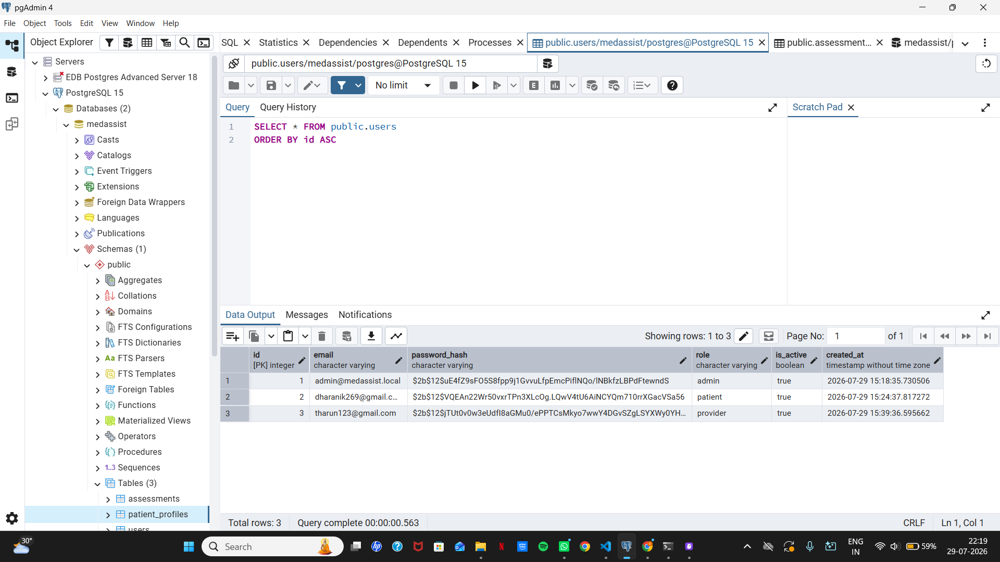 pgAdmin 4
File Object Tools Edit View Window Help
Object Explorer
SQL Statistics Dependencies Dependents Processes public.users/medassist/postgres@PostgreSQL 15 public.assessment... medassist/
Servers
EDB Postgres Advanced Server 18
PostgreSQL 15
Databases (2)
medassist
Casts
Catalogs
Event Triggers
Extensions
Foreign Data Wrappers
Languages
Publications
Schemas (1)
public
Aggregates
Collations
Domains
FTS Configurations
FTS Dictionaries
FTS Parsers
FTS Templates
Foreign Tables
Functions
Materialized Views
Operators
Procedures
1..3 Sequences
Tables (3)
assessments
patient_profiles
users
public.users/medassist/postgres@PostgreSQL 15
No limit
Query Query History
Scratch Pad
1 SELECT * FROM public.users
2 ORDER BY id ASC
Data Output Messages Notifications
Showing rows: 1 to 3 Page No: 1 of 1
id email password_hash role is_active created_at
[PK] integer character varying character varying character varying boolean timestamp without time zone
1 1 admin@medassist.local admin true 2026-07-29 15:18:35.730506
2 2 dharanik269@gmail.c... $2b$12$VQEAn22Wr50vxrTPn3XLcOg.LQwV4tU6AiNCYQm710rrXGacVSa56 patient true 2026-07-29 15:24:37.817272
3 3 tharun123@gmail.com provider true 2026-07-29 15:39:36.595662
Total rows: 3 Query complete 00:00:00.563 CRLF Ln 1, Col 1
30°
Search
ENG
IN
59%
22:19
29-07-2026